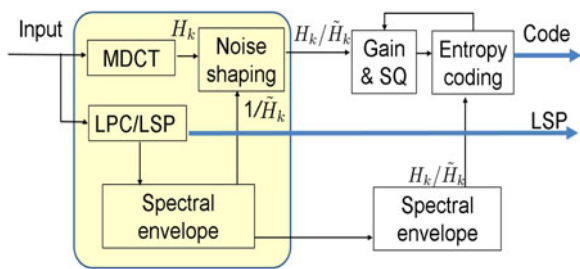 Input
MDCT
H_k
Noise
shaping
H_k/H̃_k
Gain
& SQ
Entropy
coding
Code
1/H̃_k
LPC/LSP
LSP
Spectral
envelope
H_k/H̃_k
Spectral
envelope